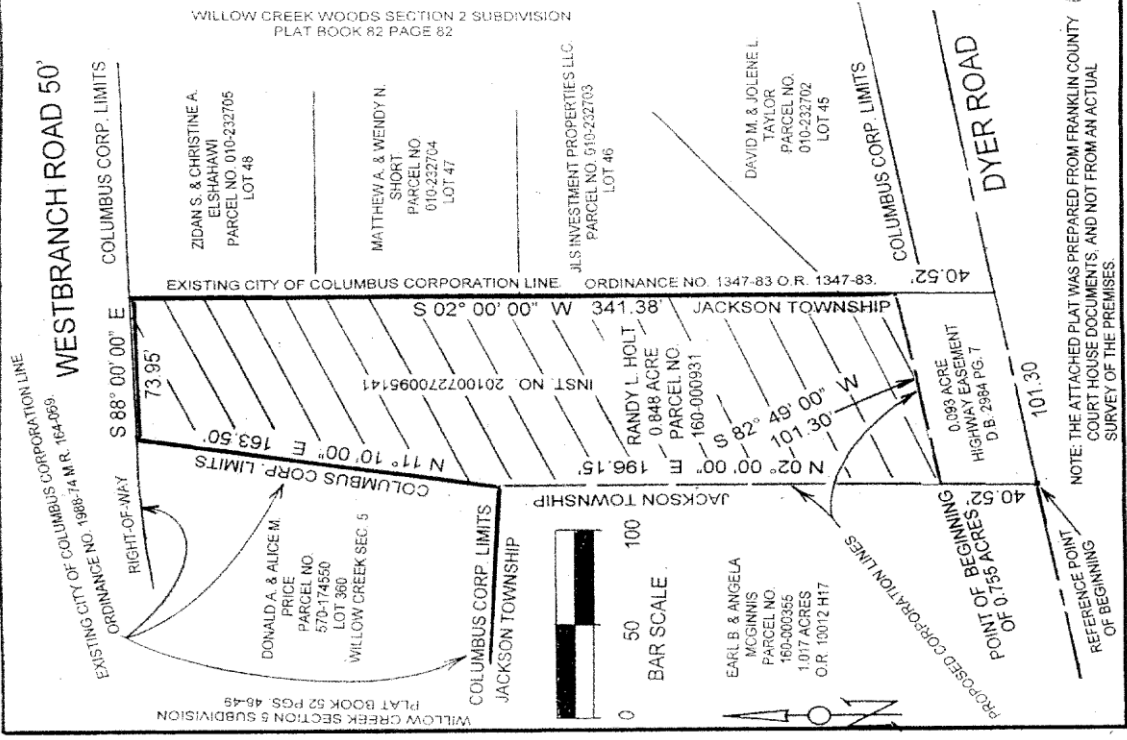 WILLOW CREEK WOODS SECTION 2 SUBDIVISION
PLAT BOOK 82 PAGE 82
EXISTING CITY OF COLUMBUS CORPORATION LINE
ORDINANCE NO. 1988-74 M.R. 164-069.
WESTBRANCH ROAD 50'
RIGHT-OF-WAY
S 88° 00' 00" E
73.95'
COLUMBUS CORP. LIMITS
ZIDAN S. & CHRISTINE A.
ELSHAHAWI
PARCEL NO. 010-232705
LOT 48
MATTHEW A. & WENDY N.
SHORT
PARCEL NO.
010-232704
LOT 47
JLS INVESTMENT PROPERTIES LLC.
PARCEL NO. 010-232703
LOT 46
DAVID M. & JOLENE L.
TAYLOR
PARCEL NO.
010-232702
LOT 45
COLUMBUS CORP. LIMITS
DYER ROAD
EXISTING CITY OF COLUMBUS CORPORATION LINE ORDINANCE NO. 1347-83 O.R. 1347-83.
S 02° 00' 00" W 341.38' JACKSON TOWNSHIP
40.52'
INST. NO. 201007270095141
RANDY L. HOLT
0.848 ACRE
PARCEL NO.
160-000931
S 82° 49' 00" W
101.30'
N 11° 10' 00" E 163.50'
COLUMBUS CORP. LIMITS
N 02° 00' 00" E 196.15'
JACKSON TOWNSHIP
0.093 ACRE
HIGHWAY EASEMENT
D.B. 2984 PG. 7
101.30
40.52'
DONALD A. & ALICE M.
PRICE
PARCEL NO.
570-174550
LOT 360
WILLOW CREEK SEC. 5
COLUMBUS CORP. LIMITS
JACKSON TOWNSHIP
WILLOW CREEK SECTION 5 SUBDIVISION
PLAT BOOK 52 PGS. 48-49
0 50 100
BAR SCALE
EARL B. & ANGELA
MCGINNIS
PARCEL NO.
160-000355
1.017 ACRES
O.R. 10012 H17
N
PROPOSED CORPORATION LINES
POINT OF BEGINNING
OF 0.755 ACRES
REFERENCE POINT
OF BEGINNING
NOTE: THE ATTACHED PLAT WAS PREPARED FROM FRANKLIN COUNTY
COURT HOUSE DOCUMENTS, AND NOT FROM AN ACTUAL
SURVEY OF THE PREMISES.